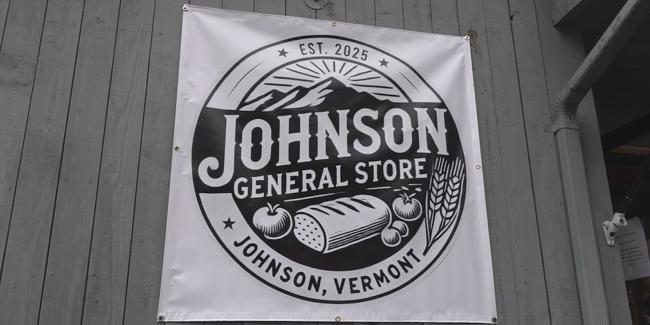 EST. 2025
JOHNSON
GENERAL STORE
JOHNSON, VERMONT